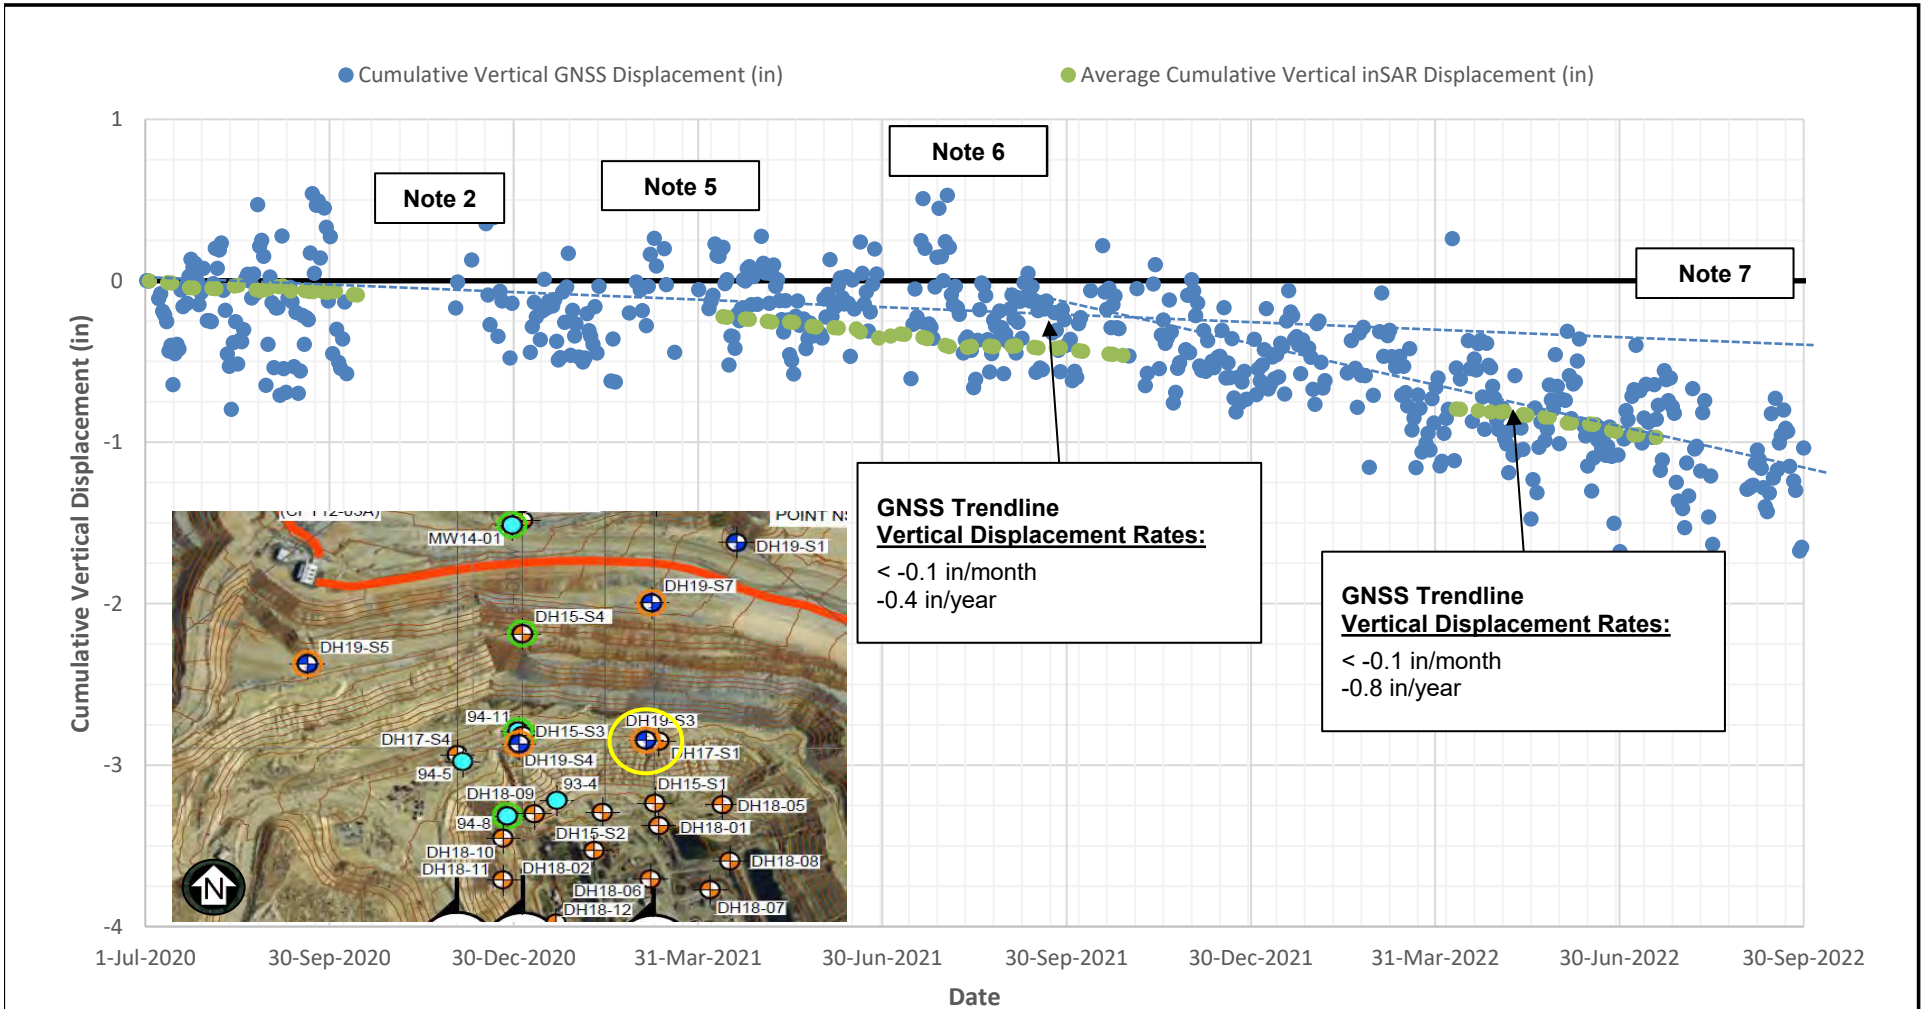 Cumulative Vertical GNSS Displacement (in)
Average Cumulative Vertical inSAR Displacement (in)
1
0
-1
-2
-3
-4
Cumulative Vertical Displacement (in)
Note 2
Note 5
Note 6
Note 7
GNSS Trendline
Vertical Displacement Rates:
< -0.1 in/month
-0.4 in/year
GNSS Trendline
Vertical Displacement Rates:
< -0.1 in/month
-0.8 in/year
POINT
MW14-01
DH19-S1
DH19-S7
DH15-S4
DH19-S5
94-11
DH15-S3
DH19-S3
DH17-S4
DH19-S4
DH17-S1
94-5
93-4
DH15-S1
DH18-09
DH18-05
94-8
DH15-S2
DH18-01
DH18-10
DH18-11
DH18-02
DH18-08
DH18-06
DH18-07
DH18-12
N
1-Jul-2020
30-Sep-2020
30-Dec-2020
31-Mar-2021
30-Jun-2021
30-Sep-2021
30-Dec-2021
31-Mar-2022
30-Jun-2022
30-Sep-2022
Date